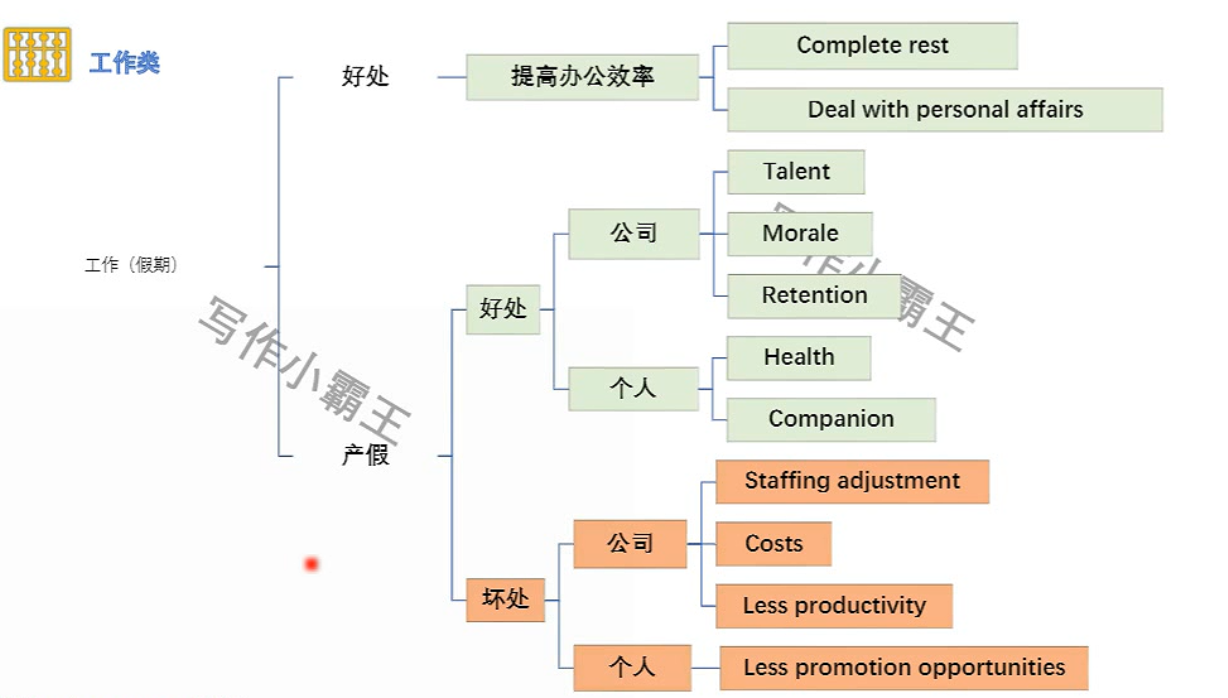 工作类
工作（假期）
好处
提高办公效率
Complete rest
Deal with personal affairs
产假
好处
公司
Talent
Morale
Retention
个人
Health
Companion
坏处
公司
Staffing adjustment
Costs
Less productivity
个人
Less promotion opportunities
写作小霸王
写作小霸王